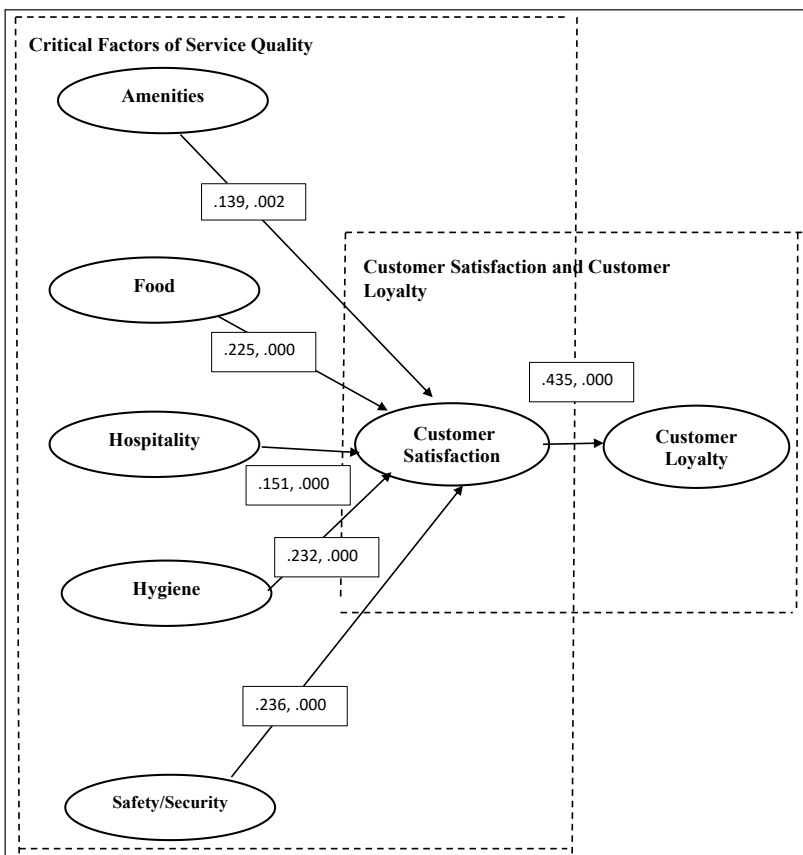 Critical Factors of Service Quality
Amenities
.139, .002
Customer Satisfaction and Customer
Loyalty
Food
.225, .000
.435, .000
Hospitality
Customer
Satisfaction
Customer
Loyalty
.151, .000
.232, .000
Hygiene
.236, .000
Safety/Security